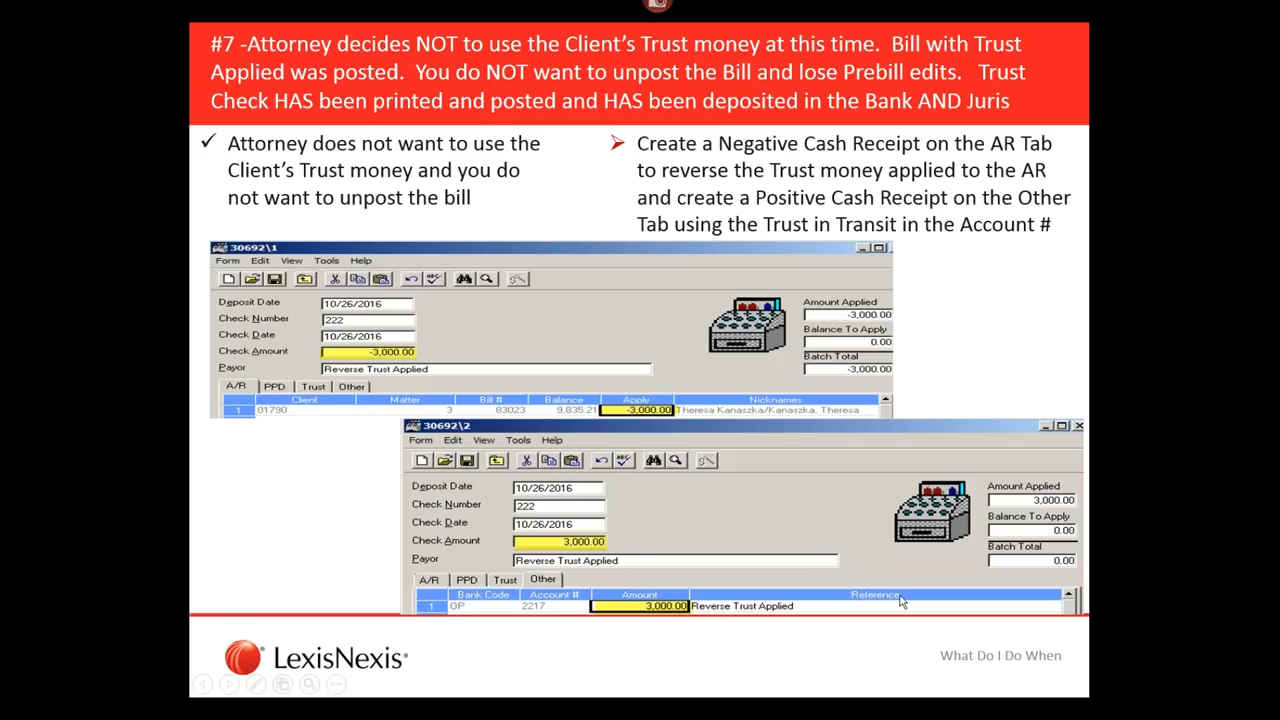 #7 -Attorney decides NOT to use the Client's Trust money at this time.  Bill with Trust
Applied was posted.  You do NOT want to unpost the Bill and lose Prebill edits.   Trust
Check HAS been printed and posted and HAS been deposited in the Bank AND Juris
✓ Attorney does not want to use the
Client's Trust money and you do
not want to unpost the bill
➢ Create a Negative Cash Receipt on the AR Tab
to reverse the Trust money applied to the AR
and create a Positive Cash Receipt on the Other
Tab using the Trust in Transit in the Account #
30692\1
Form Edit View Tools Help
Deposit Date 10/26/2016
Check Number 222
Check Date 10/26/2016
Check Amount -3,000.00
Payor Reverse Trust Applied
Amount Applied
-3,000.00
Balance To Apply
0.00
Batch Total
-3,000.00
A/R PPD Trust Other
Client Matter Bill # Balance Apply Nicknames
1 01790 3 83023 9,835.21 -3,000.00 Theresa Kanaszka/Kanaszka, Theresa
30692\2
Form Edit View Tools Help
Deposit Date 10/26/2016
Check Number 222
Check Date 10/26/2016
Check Amount 3,000.00
Payor Reverse Trust Applied
Amount Applied
3,000.00
Balance To Apply
0.00
Batch Total
0.00
A/R PPD Trust Other
Bank Code Account # Amount Reference
1 OP 2217 3,000.00 Reverse Trust Applied
LexisNexis®
What Do I Do When